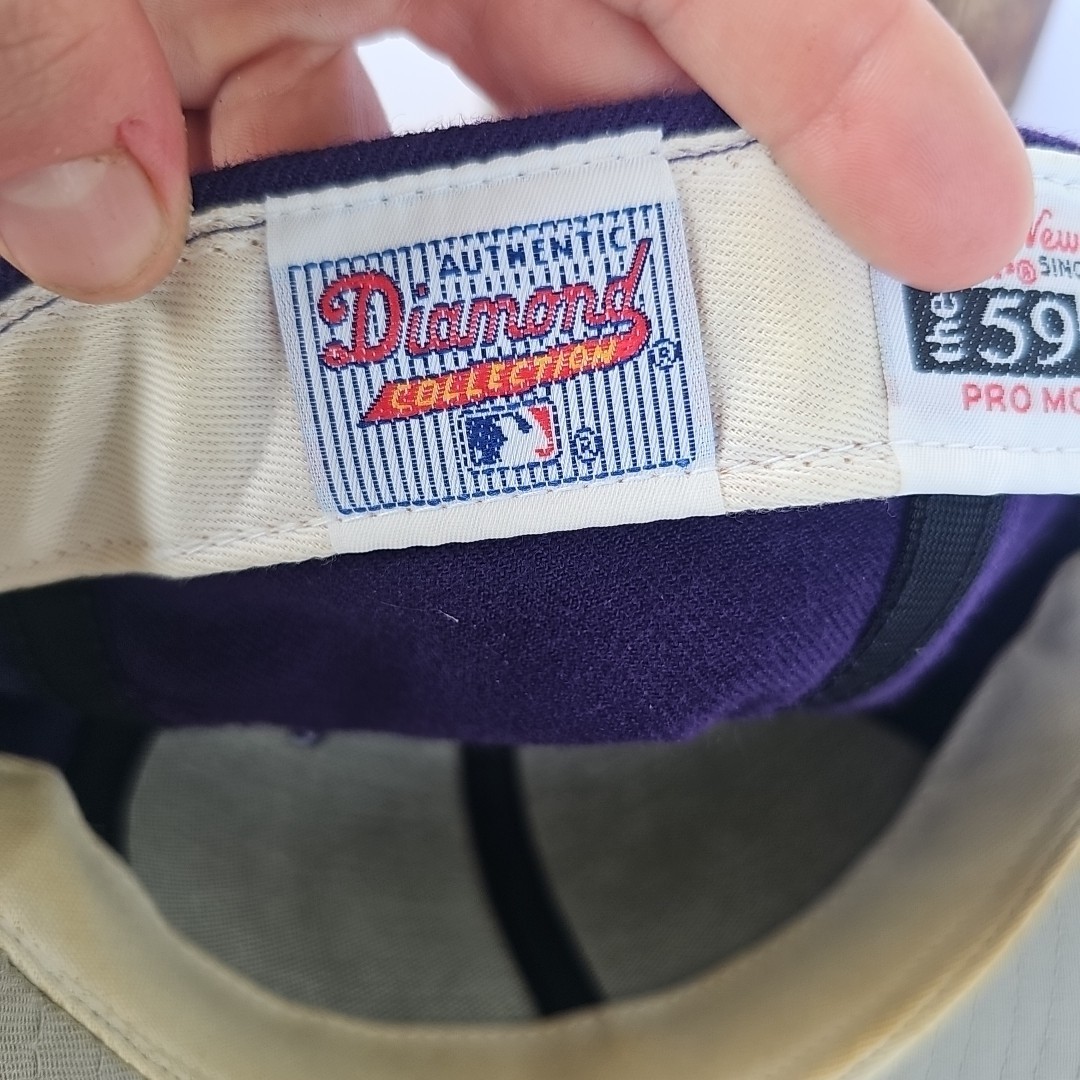 AUTHENTIC
Diamond
COLLECTION ®
®
New
® SINC
the 59
PRO MO